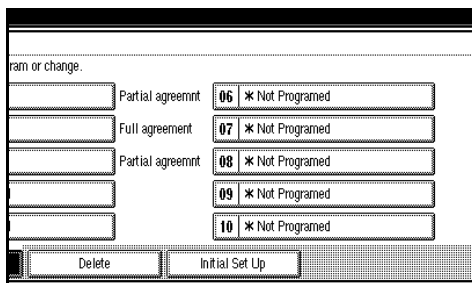 ram or change.
Partial agreemnt 06 ＊ Not Programed
Full agreement 07 ＊ Not Programed
Partial agreemnt 08 ＊ Not Programed
09 ＊ Not Programed
10 ＊ Not Programed
Delete Initial Set Up